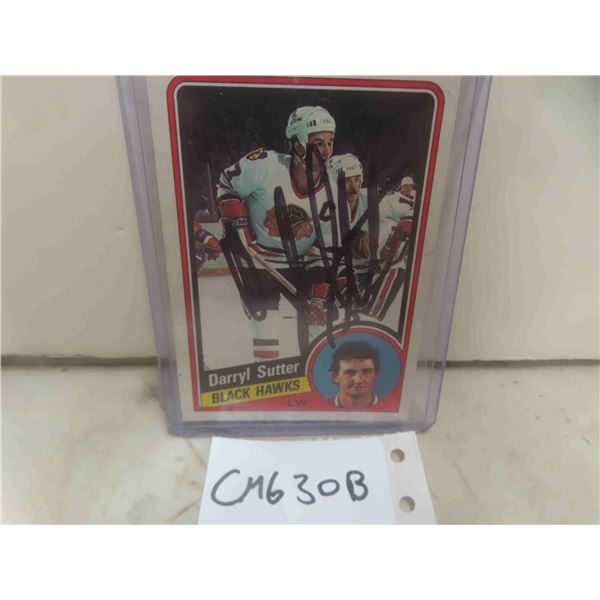 Darryl Sutter
BLACK HAWKS
LW
CM630B